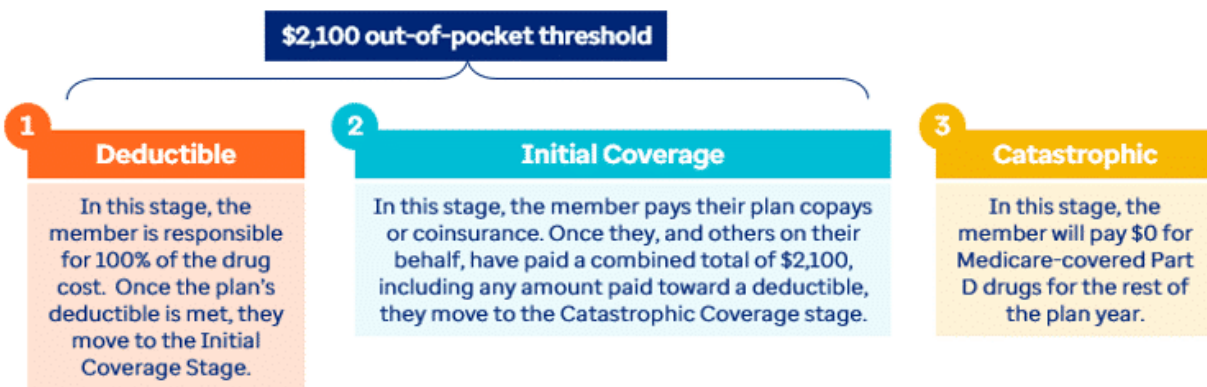 $2,100 out-of-pocket threshold
1
Deductible
In this stage, the
member is responsible
for 100% of the drug
cost. Once the plan's
deductible is met, they
move to the Initial
Coverage Stage.
2
Initial Coverage
In this stage, the member pays their plan copays
or coinsurance. Once they, and others on their
behalf, have paid a combined total of $2,100,
including any amount paid toward a deductible,
they move to the Catastrophic Coverage stage.
3
Catastrophic
In this stage, the
member will pay $0 for
Medicare-covered Part
D drugs for the rest of
the plan year.